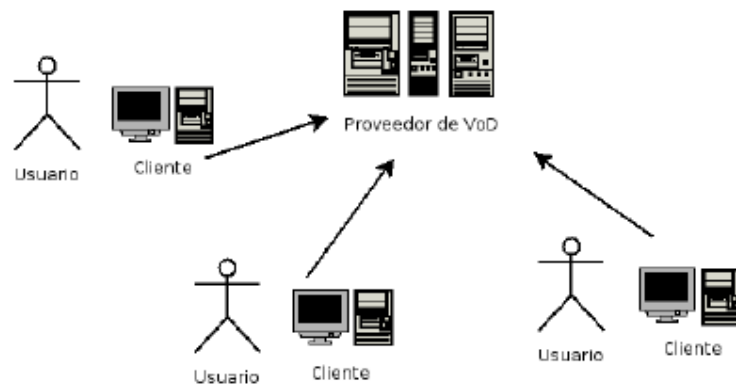 Proveedor de VoD
Usuario
Cliente
Usuario
Cliente
Usuario
Cliente